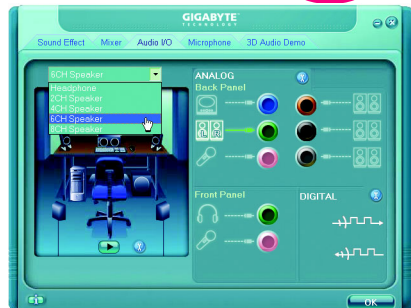 GIGABYTE
TECHNOLOGY
Sound Effect Mixer Audio I/O Microphone 3D Audio Demo
6CH Speaker
Headphone
2CH Speaker
4CH Speaker
6CH Speaker
8CH Speaker
ANALOG
Back Panel
Front Panel
DIGITAL
OK